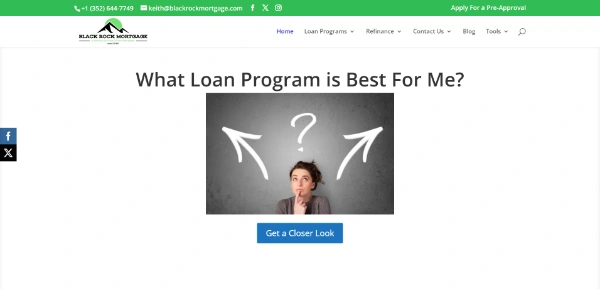 +1 (352) 644-7749 keith@blackrockmortgage.com Apply For a Pre-Approval
BLACK ROCK MORTGAGE
Home Loan Programs Refinance Contact Us Blog Tools
What Loan Program is Best For Me?
?
Get a Closer Look